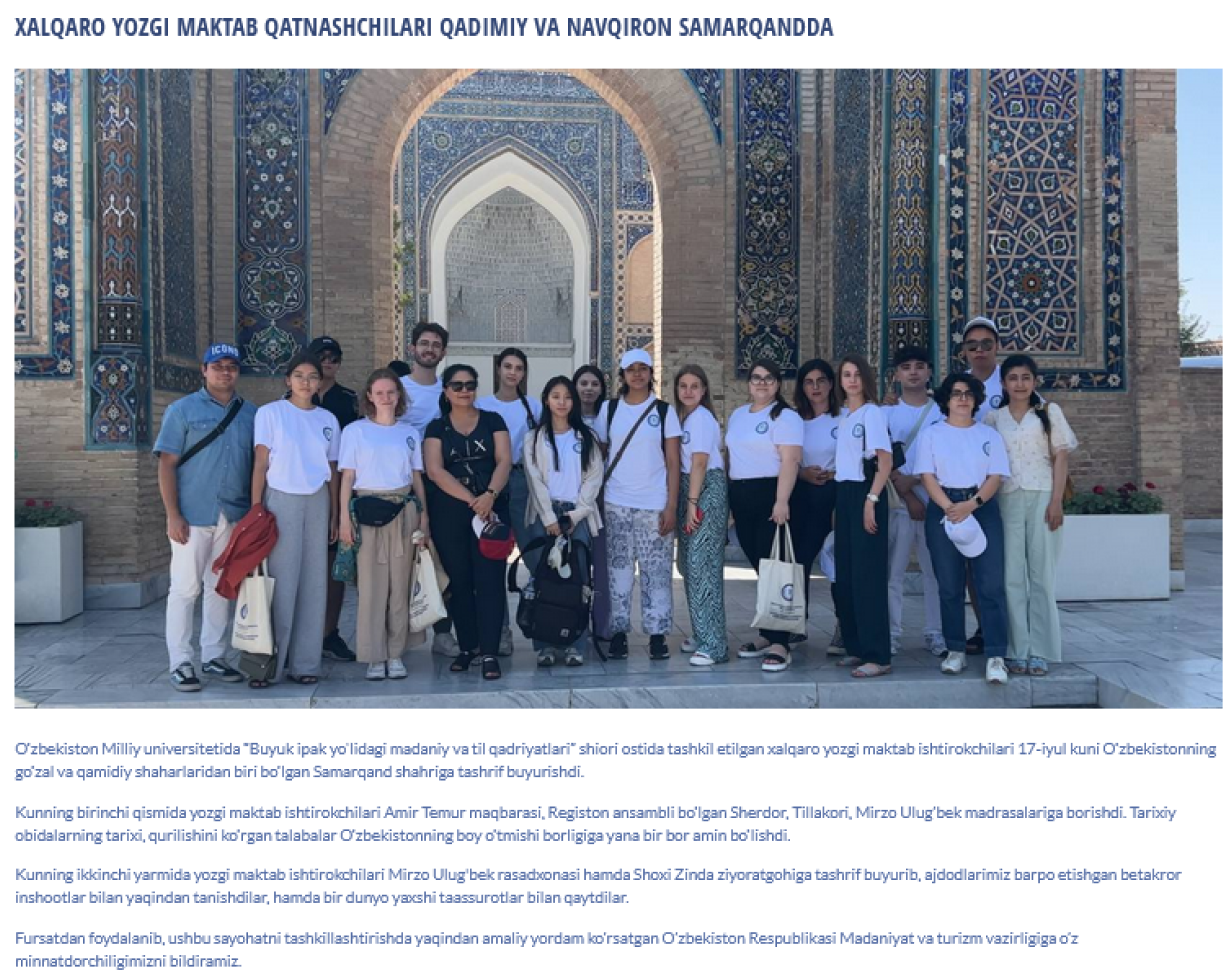 XALQARO YOZGI MAKTAB QATNASHCHILARI QADIMIY VA NAVQIRON SAMARQANDDA
ICON
A X
O'zbekiston Milliy universitetida "Buyuk ipak yo'lidagi madaniy va til qadriyatlari" shiori ostida tashkil etilgan xalqaro yozgi maktab ishtirokchilari 17-iyul kuni O'zbekistonning
go'zal va qamidiy shaharlaridan biri bo'lgan Samarqand shahriga tashrif buyurishdi.
Kunning birinchi qismida yozgi maktab ishtirokchilari Amir Temur maqbarasi, Registon ansambli bo'lgan Sherdor, Tillakori, Mirzo Ulug'bek madrasalariga borishdi. Tarixiy
obidalarning tarixi, qurilishini ko'rgan talabalar O'zbekistonning boy o'tmishi borligiga yana bir bor amin bo'lishdi.
Kunning ikkinchi yarmida yozgi maktab ishtirokchilari Mirzo Ulug'bek rasadxonasi hamda Shoxi Zinda ziyoratgohiga tashrif buyurib, ajdodlarimiz barpo etishgan betakror
inshootlar bilan yaqindan tanishdilar, hamda bir dunyo yaxshi taassurotlar bilan qaytdilar.
Fursatdan foydalanib, ushbu sayohatni tashkillashtirishda yaqindan amaliy yordam ko'rsatgan O'zbekiston Respublikasi Madaniyat va turizm vazirligiga o'z
minnatdorchiligimizni bildiramiz.